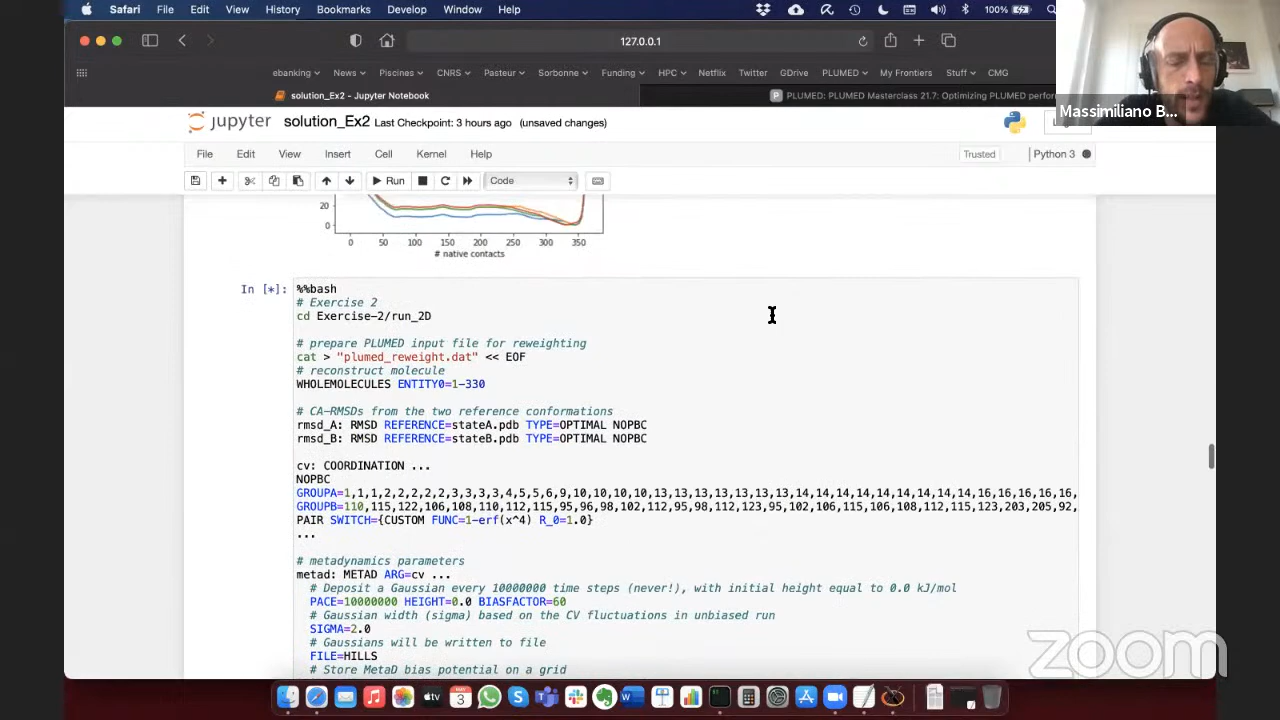 Safari File Edit View History Bookmarks Develop Window Help 100%
127.0.0.1
ebanking News Piscines CNRS Pasteur Sorbonne Funding HPC Netflix Twitter GDrive PLUMED My Frontiers Stuff CMG
solution_Ex2 - Jupyter Notebook
P PLUMED: PLUMED Masterclass 21.7: Optimizing PLUMED perfor
Massimiliano B...
jupyter solution_Ex2 Last Checkpoint: 3 hours ago (unsaved changes)
File Edit View Insert Cell Kernel Help Trusted Python 3
Run Code
20
0
0 50 100 150 200 250 300 350
# native contacts
In [*]:
%%bash
# Exercise 2
cd Exercise-2/run_2D
# prepare PLUMED input file for reweighting
cat > "plumed_reweight.dat" << EOF
# reconstruct molecule
WHOLEMOLECULES ENTITY0=1-330
# CA-RMSDs from the two reference conformations
rmsd_A: RMSD REFERENCE=stateA.pdb TYPE=OPTIMAL NOPBC
rmsd_B: RMSD REFERENCE=stateB.pdb TYPE=OPTIMAL NOPBC
cv: COORDINATION ...
NOPBC
GROUPA=1,1,1,2,2,2,2,2,3,3,3,3,4,5,5,6,9,10,10,10,10,13,13,13,13,13,13,13,14,14,14,14,14,14,14,14,14,16,16,16,16,16,
GROUPB=110,115,122,106,108,110,112,115,95,96,98,102,112,95,98,112,123,95,102,106,115,106,108,112,115,123,203,205,92,
PAIR SWITCH={CUSTOM FUNC=1-erf(x^4) R_0=1.0}
...
# metadynamics parameters
metad: METAD ARG=cv ...
# Deposit a Gaussian every 10000000 time steps (never!), with initial height equal to 0.0 kJ/mol
PACE=10000000 HEIGHT=0.0 BIASFACTOR=60
# Gaussian width (sigma) based on the CV fluctuations in unbiased run
SIGMA=2.0
# Gaussians will be written to file
FILE=HILLS
# Store MetaD bias potential on a grid
zoom